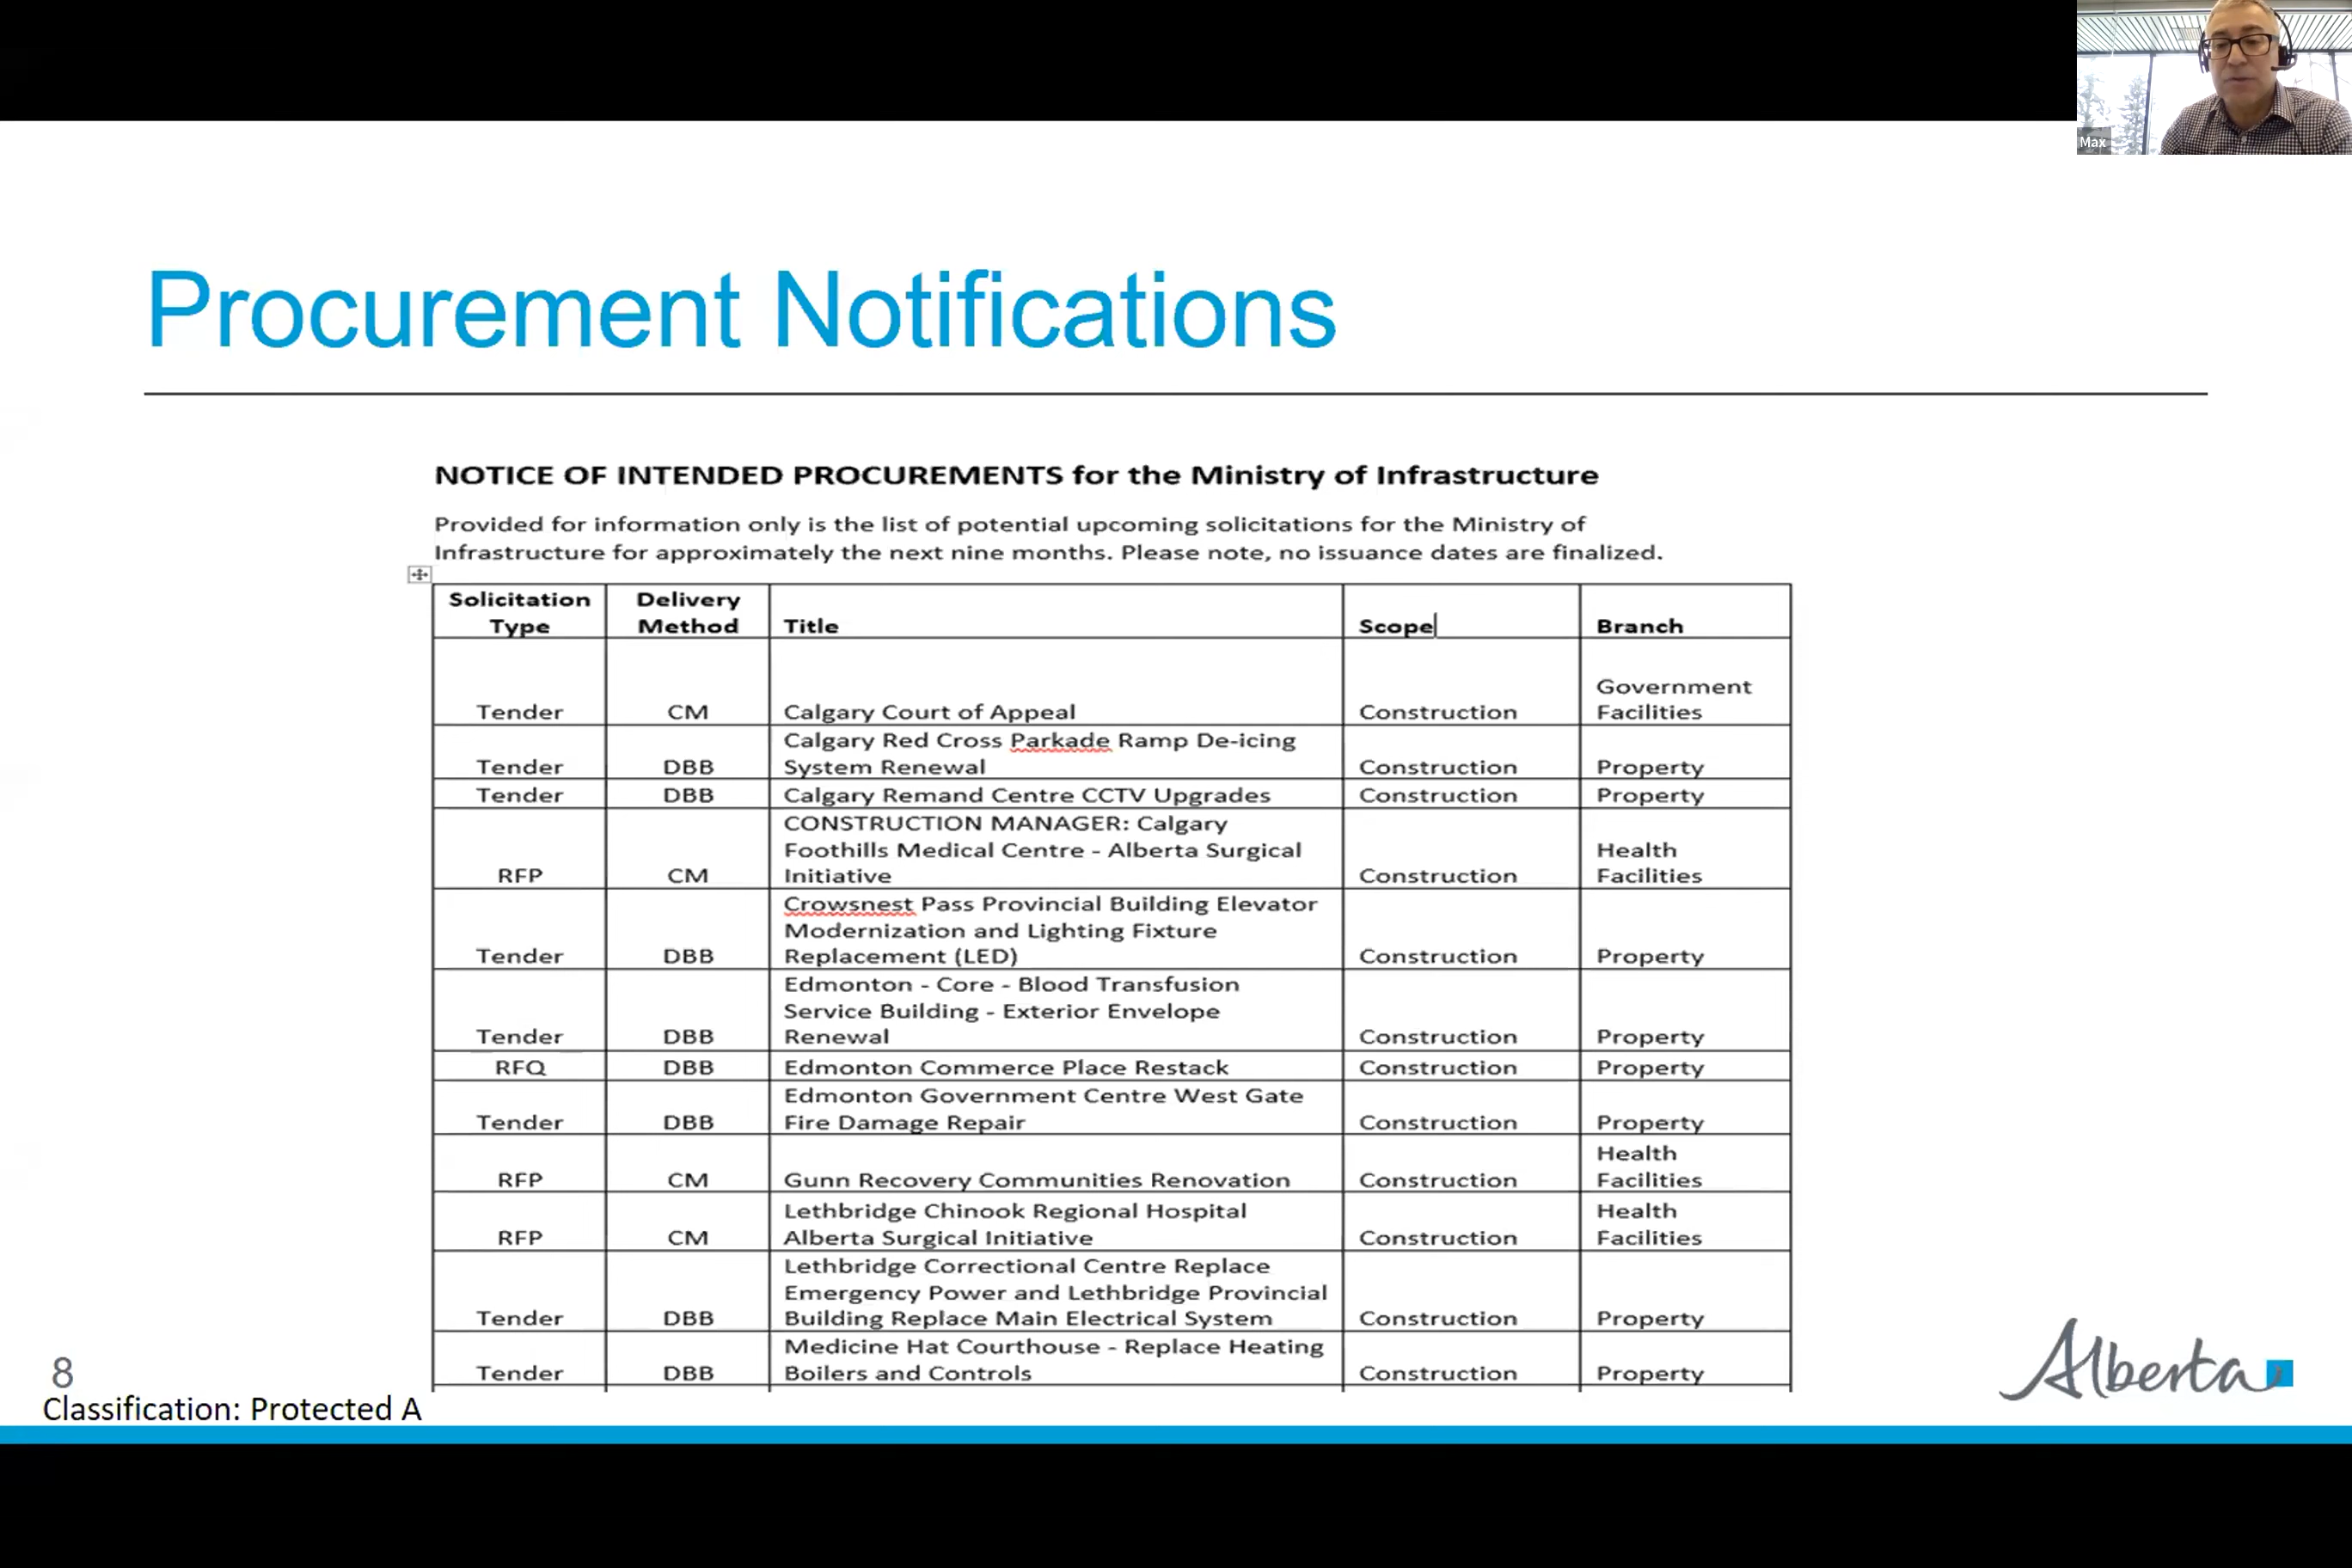 Max
Procurement Notifications
NOTICE OF INTENDED PROCUREMENTS for the Ministry of Infrastructure
Provided for information only is the list of potential upcoming solicitations for the Ministry of
Infrastructure for approximately the next nine months. Please note, no issuance dates are finalized.
Solicitation Type | Delivery Method | Title | Scope | Branch
Tender | CM | Calgary Court of Appeal | Construction | Government Facilities
Tender | DBB | Calgary Red Cross Parkade Ramp De-icing System Renewal | Construction | Property
Tender | DBB | Calgary Remand Centre CCTV Upgrades | Construction | Property
RFP | CM | CONSTRUCTION MANAGER: Calgary Foothills Medical Centre - Alberta Surgical Initiative | Construction | Health Facilities
Tender | DBB | Crowsnest Pass Provincial Building Elevator Modernization and Lighting Fixture Replacement (LED) | Construction | Property
Tender | DBB | Edmonton - Core - Blood Transfusion Service Building - Exterior Envelope Renewal | Construction | Property
RFQ | DBB | Edmonton Commerce Place Restack | Construction | Property
Tender | DBB | Edmonton Government Centre West Gate Fire Damage Repair | Construction | Property
RFP | CM | Gunn Recovery Communities Renovation | Construction | Health Facilities
RFP | CM | Lethbridge Chinook Regional Hospital Alberta Surgical Initiative | Construction | Health Facilities
Tender | DBB | Lethbridge Correctional Centre Replace Emergency Power and Lethbridge Provincial Building Replace Main Electrical System | Construction | Property
Tender | DBB | Medicine Hat Courthouse - Replace Heating Boilers and Controls | Construction | Property
8
Classification: Protected A
Alberta